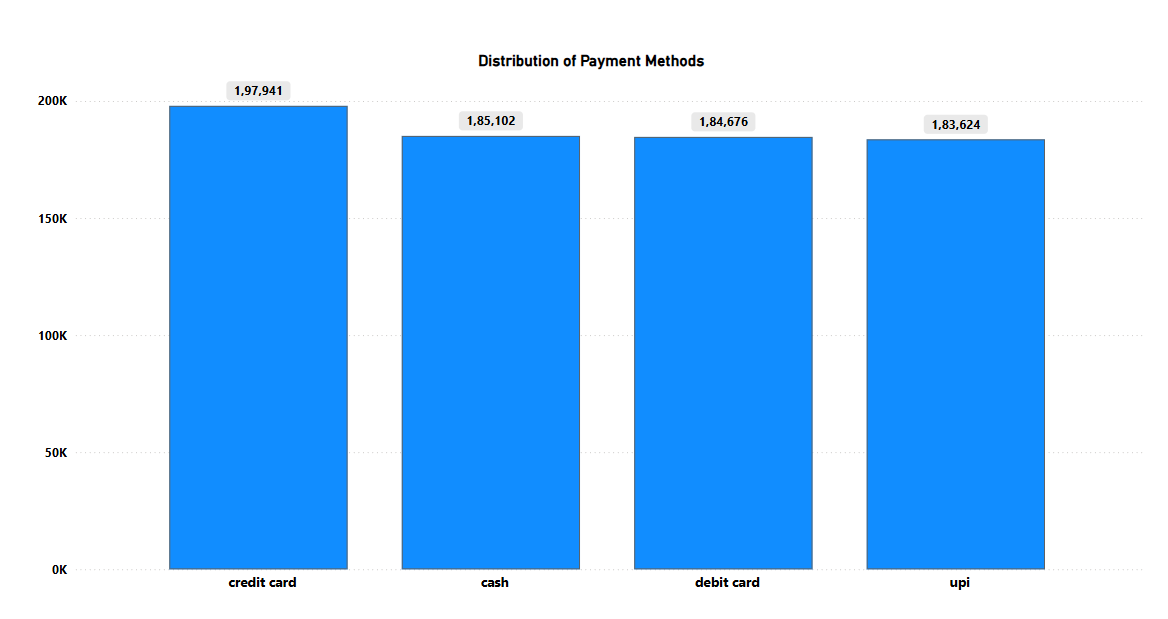 Distribution of Payment Methods
200K
150K
100K
50K
0K
1,97,941
1,85,102
1,84,676
1,83,624
credit card
cash
debit card
upi